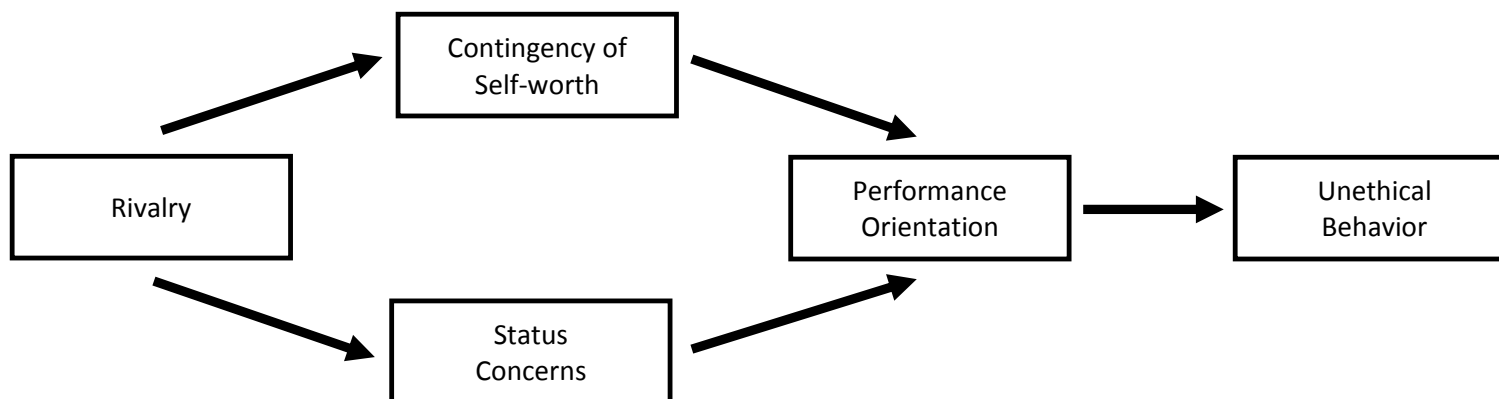 Contingency of
Self-worth
Rivalry
Performance
Orientation
Unethical
Behavior
Status
Concerns